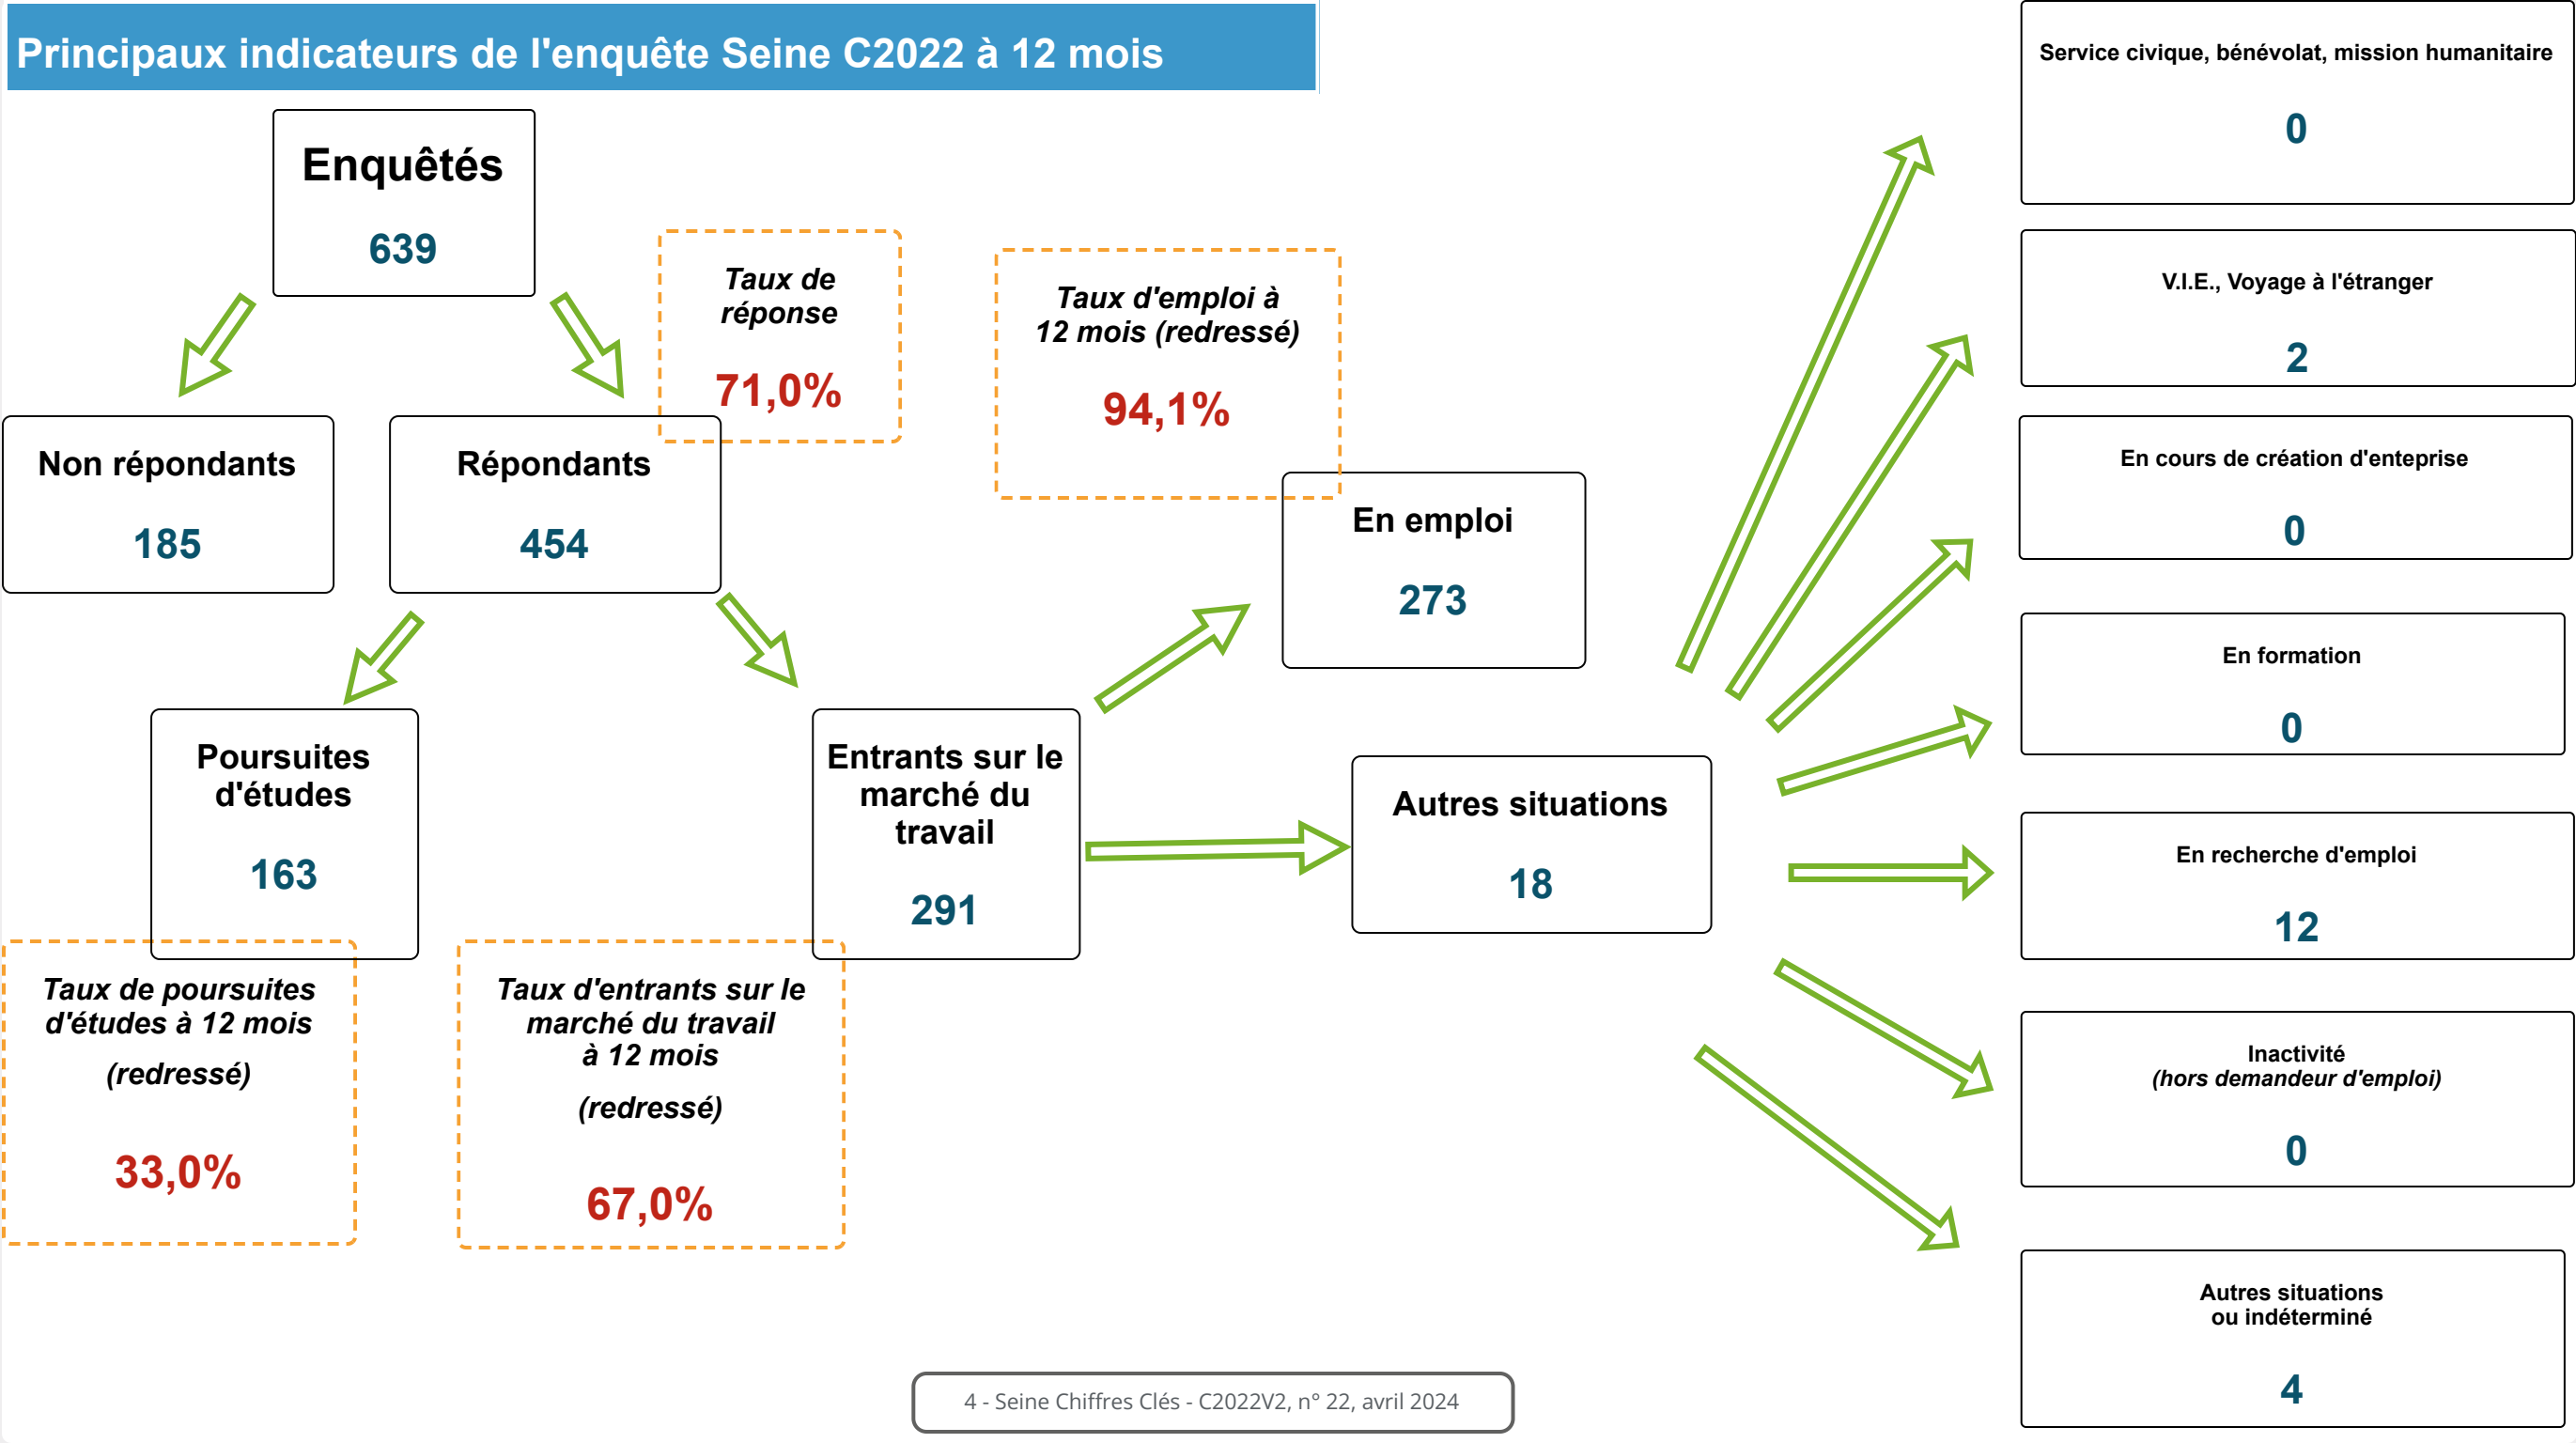 Principaux indicateurs de l'enquête Seine C2022 à 12 mois
Enquêtés
639
Taux de
réponse
71,0%
Taux d'emploi à
12 mois (redressé)
94,1%
Non répondants
185
Répondants
454
En emploi
273
Poursuites
d'études
163
Entrants sur le
marché du
travail
291
Autres situations
18
Taux de poursuites
d'études à 12 mois
(redressé)
33,0%
Taux d'entrants sur le
marché du travail
à 12 mois
(redressé)
67,0%
Service civique, bénévolat, mission humanitaire
0
V.I.E., Voyage à l'étranger
2
En cours de création d'enteprise
0
En formation
0
En recherche d'emploi
12
Inactivité
(hors demandeur d'emploi)
0
Autres situations
ou indéterminé
4
4 - Seine Chiffres Clés - C2022V2, n° 22, avril 2024